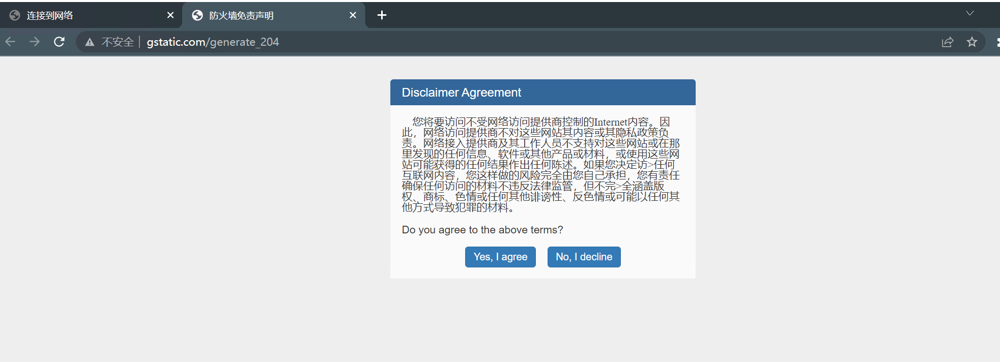 连接到网络
防火墙免责声明
不安全 gstatic.com/generate_204
Disclaimer Agreement
您将要访问不受网络访问提供商控制的Internet内容。因
此，网络访问提供商不对这些网站其内容或其隐私政策负
责。网络接入提供商及其工作人员不支持对这些网站或在那
里发现的任何信息、软件或其他产品或材料，或使用这些网
站可能获得的任何结果作出任何陈述。如果您决定访>任何
互联网内容，您这样做的风险完全由您自己承担，您有责任
确保任何访问的材料不违反法律监管，但不完>全涵盖版
权、商标、色情或任何其他诽谤性、反色情或可能以任何其
他方式导致犯罪的材料。
Do you agree to the above terms?
Yes, I agree
No, I decline